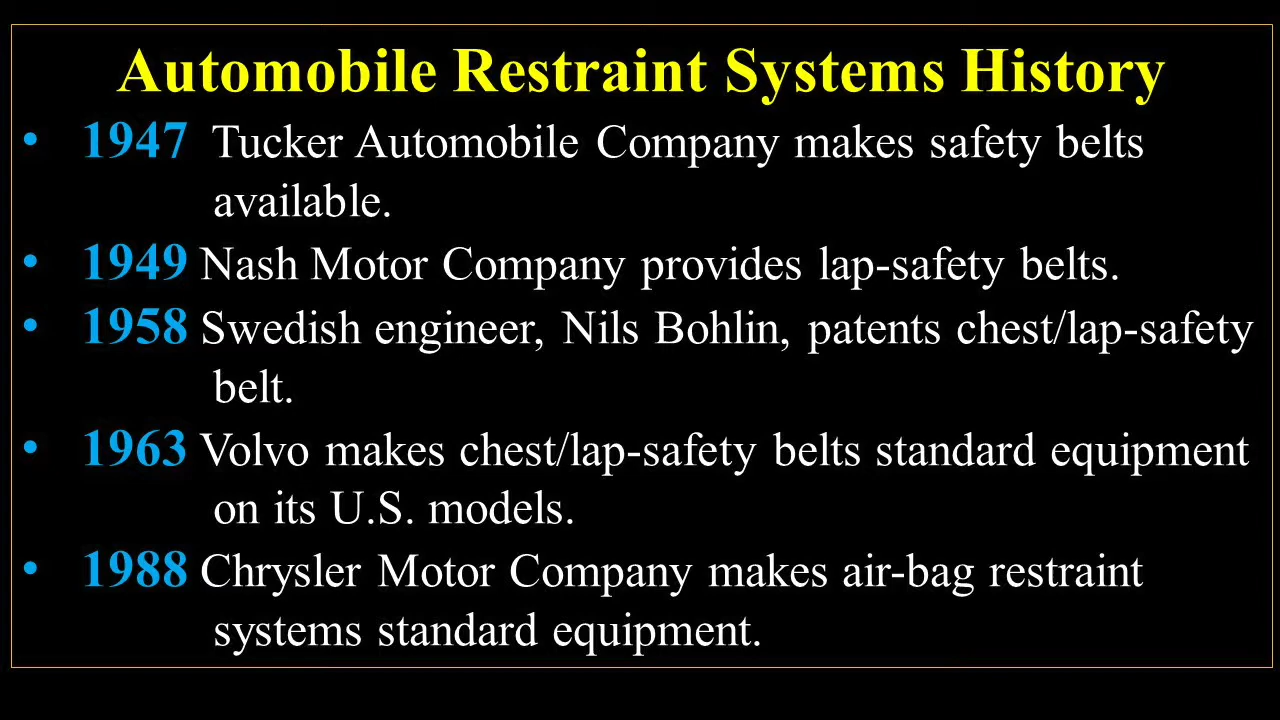 Automobile Restraint Systems History
• 1947 Tucker Automobile Company makes safety belts
available.
• 1949 Nash Motor Company provides lap-safety belts.
• 1958 Swedish engineer, Nils Bohlin, patents chest/lap-safety
belt.
• 1963 Volvo makes chest/lap-safety belts standard equipment
on its U.S. models.
• 1988 Chrysler Motor Company makes air-bag restraint
systems standard equipment.